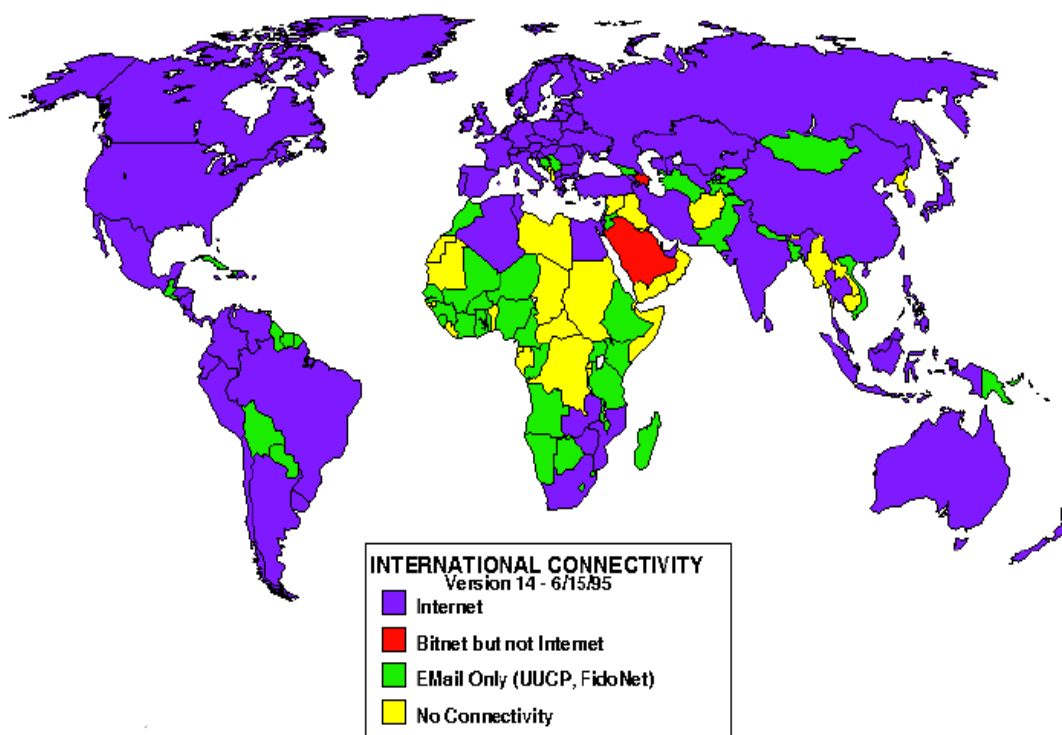 INTERNATIONAL CONNECTIVITY
Version 14 - 6/15/95
Internet
Bitnet but not Internet
EMail Only (UUCP, FidoNet)
No Connectivity